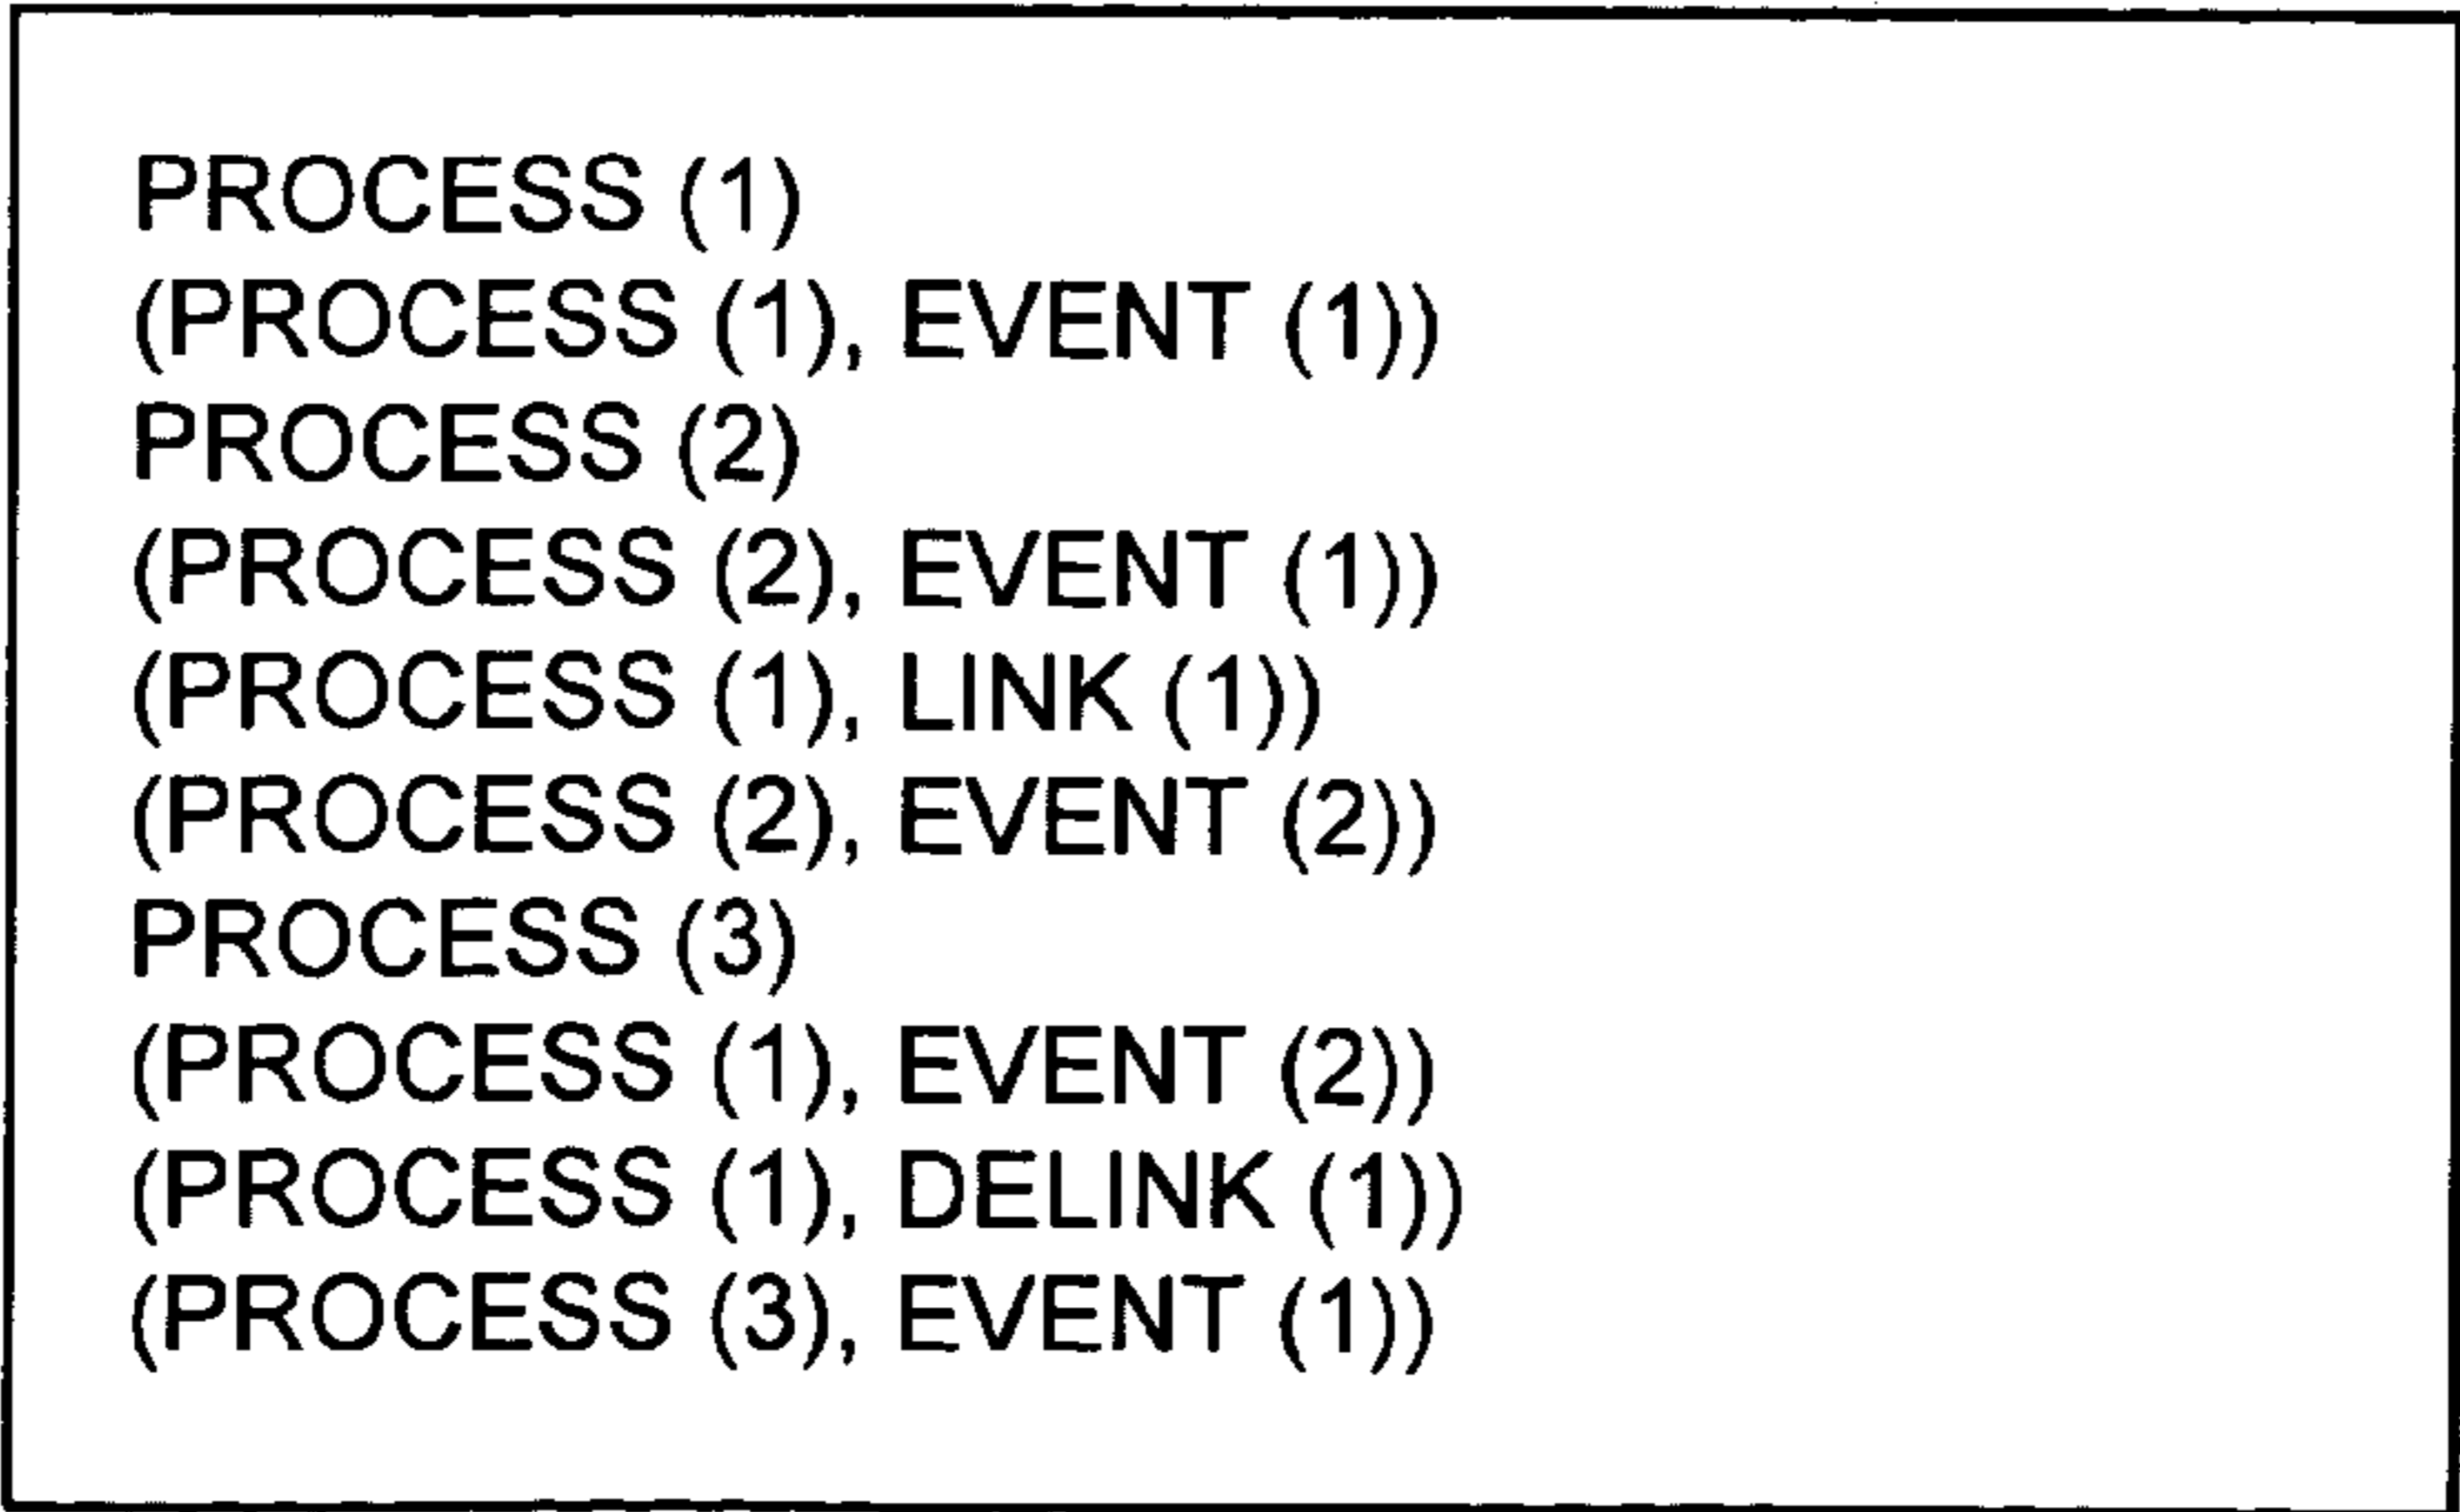 PROCESS (1)
(PROCESS (1), EVENT (1))
PROCESS (2)
(PROCESS (2), EVENT (1))
(PROCESS (1), LINK (1))
(PROCESS (2), EVENT (2))
PROCESS (3)
(PROCESS (1), EVENT (2))
(PROCESS (1), DELINK (1))
(PROCESS (3), EVENT (1))